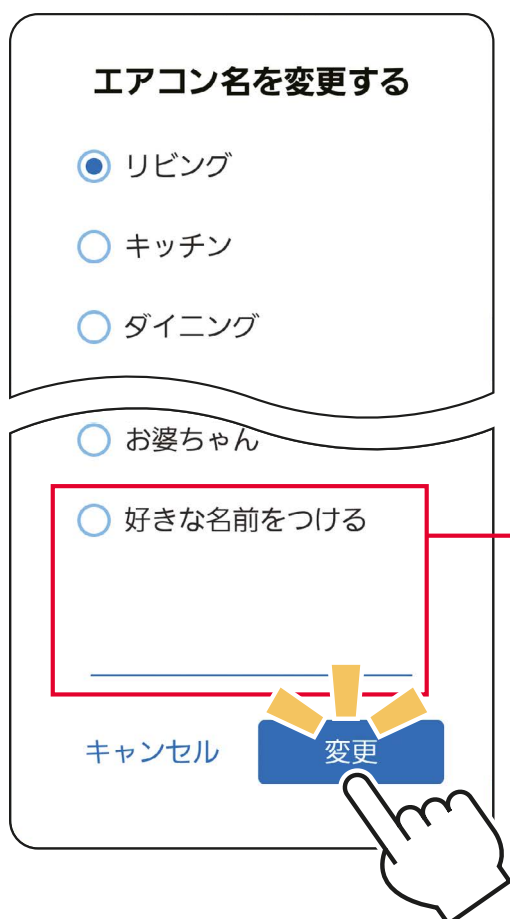 エアコン名を変更する
リビング
キッチン
ダイニング
お婆ちゃん
好きな名前をつける
キャンセル
変更